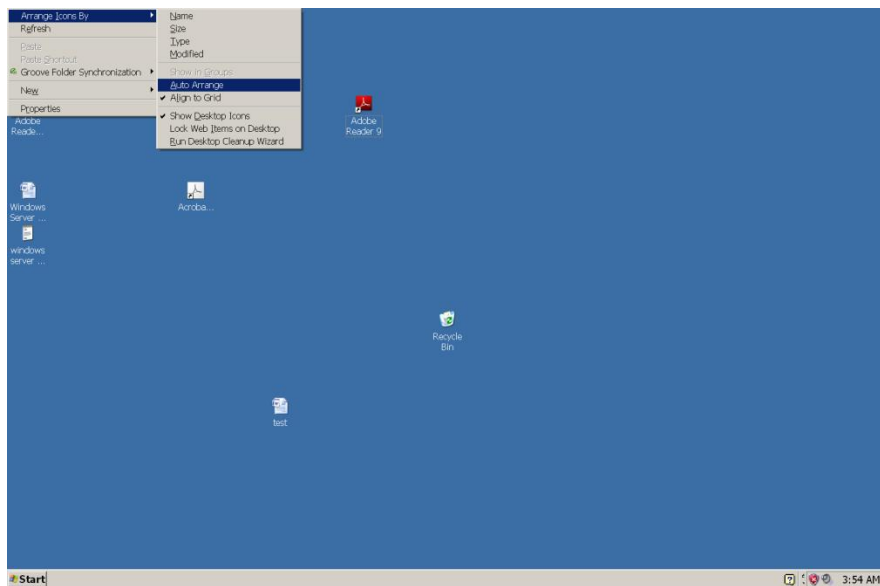 Arrange Icons By
Refresh
Paste
Paste Shortcut
Groove Folder Synchronization
New
Properties
Name
Size
Type
Modified
Show in Groups
Auto Arrange
Align to Grid
Show Desktop Icons
Lock Web Items on Desktop
Run Desktop Cleanup Wizard
Adobe
Reade...
Adobe
Reader 9
Windows
Server ...
Acroba...
windows
server ...
Recycle
Bin
test
Start
3:54 AM